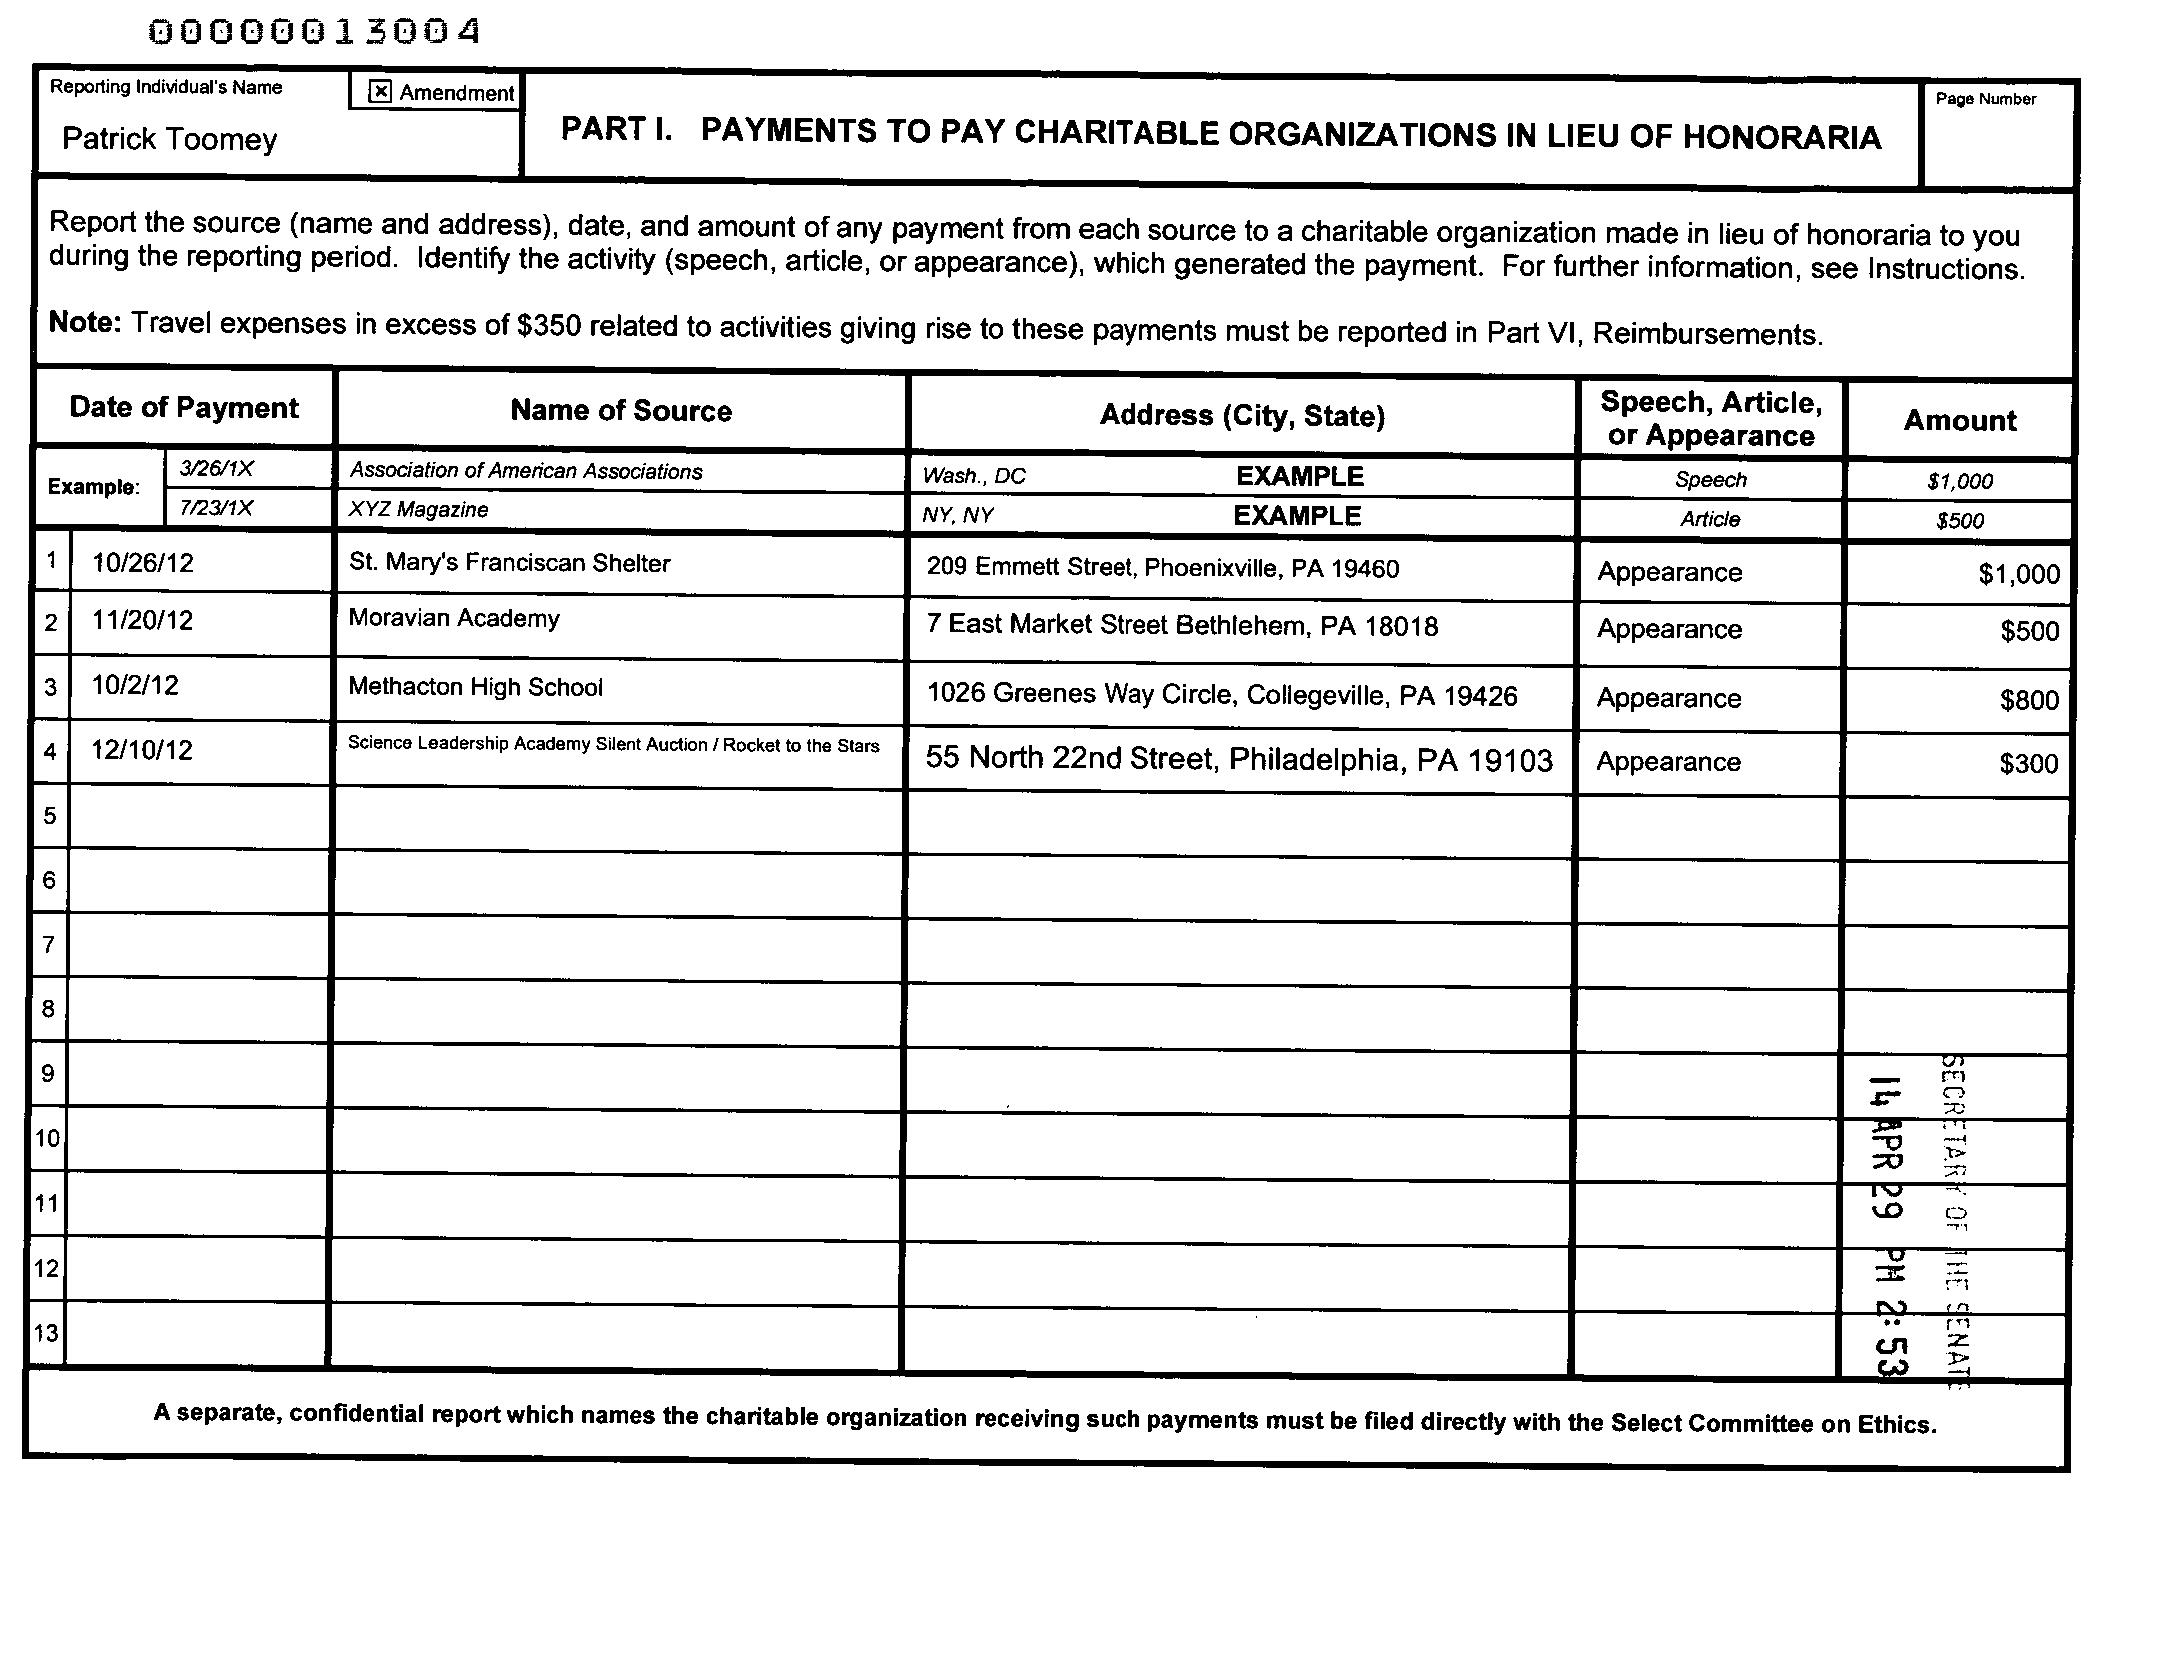 00000013004
Reporting Individual's Name
☒ Amendment
Patrick Toomey
PART I. PAYMENTS TO PAY CHARITABLE ORGANIZATIONS IN LIEU OF HONORARIA
Page Number
Report the source (name and address), date, and amount of any payment from each source to a charitable organization made in lieu of honoraria to you
during the reporting period. Identify the activity (speech, article, or appearance), which generated the payment. For further information, see Instructions.
Note: Travel expenses in excess of $350 related to activities giving rise to these payments must be reported in Part VI, Reimbursements.
Date of Payment Name of Source Address (City, State) Speech, Article, or Appearance Amount
Example: 3/26/1X Association of American Associations Wash., DC EXAMPLE Speech $1,000
7/23/1X XYZ Magazine NY, NY EXAMPLE Article $500
1 10/26/12 St. Mary's Franciscan Shelter 209 Emmett Street, Phoenixville, PA 19460 Appearance $1,000
2 11/20/12 Moravian Academy 7 East Market Street Bethlehem, PA 18018 Appearance $500
3 10/2/12 Methacton High School 1026 Greenes Way Circle, Collegeville, PA 19426 Appearance $800
4 12/10/12 Science Leadership Academy Silent Auction / Rocket to the Stars 55 North 22nd Street, Philadelphia, PA 19103 Appearance $300
5
6
7
8
9
10
11
12
13
SECRETARY OF THE SENATE
14 APR 29 PM 2:53
A separate, confidential report which names the charitable organization receiving such payments must be filed directly with the Select Committee on Ethics.